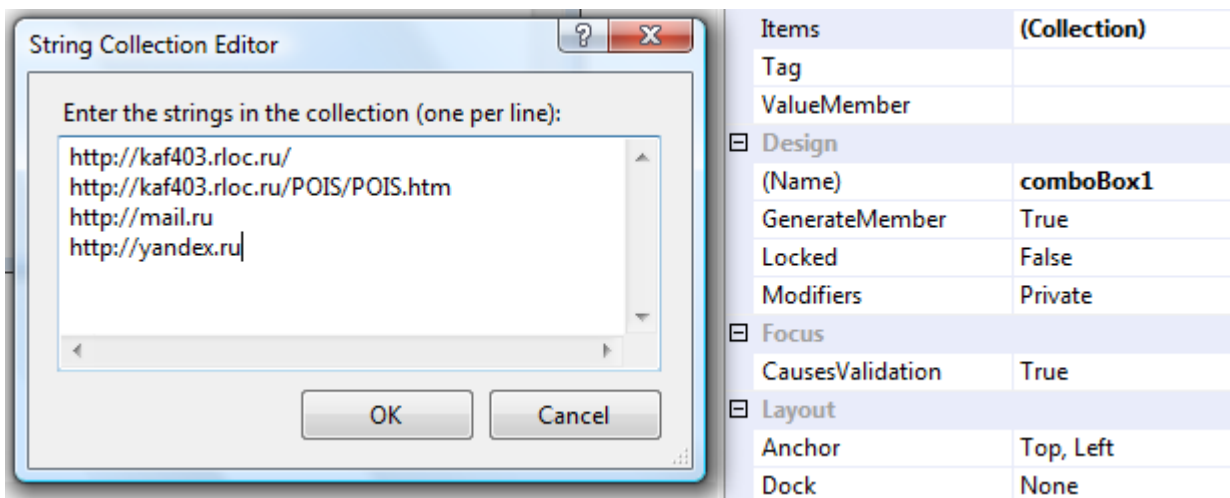 String Collection Editor
Enter the strings in the collection (one per line):
http://kaf403.rloc.ru/
http://kaf403.rloc.ru/POIS/POIS.htm
http://mail.ru
http://yandex.ru
OK Cancel
Items (Collection)
Tag
ValueMember
Design
(Name) comboBox1
GenerateMember True
Locked False
Modifiers Private
Focus
CausesValidation True
Layout
Anchor Top, Left
Dock None